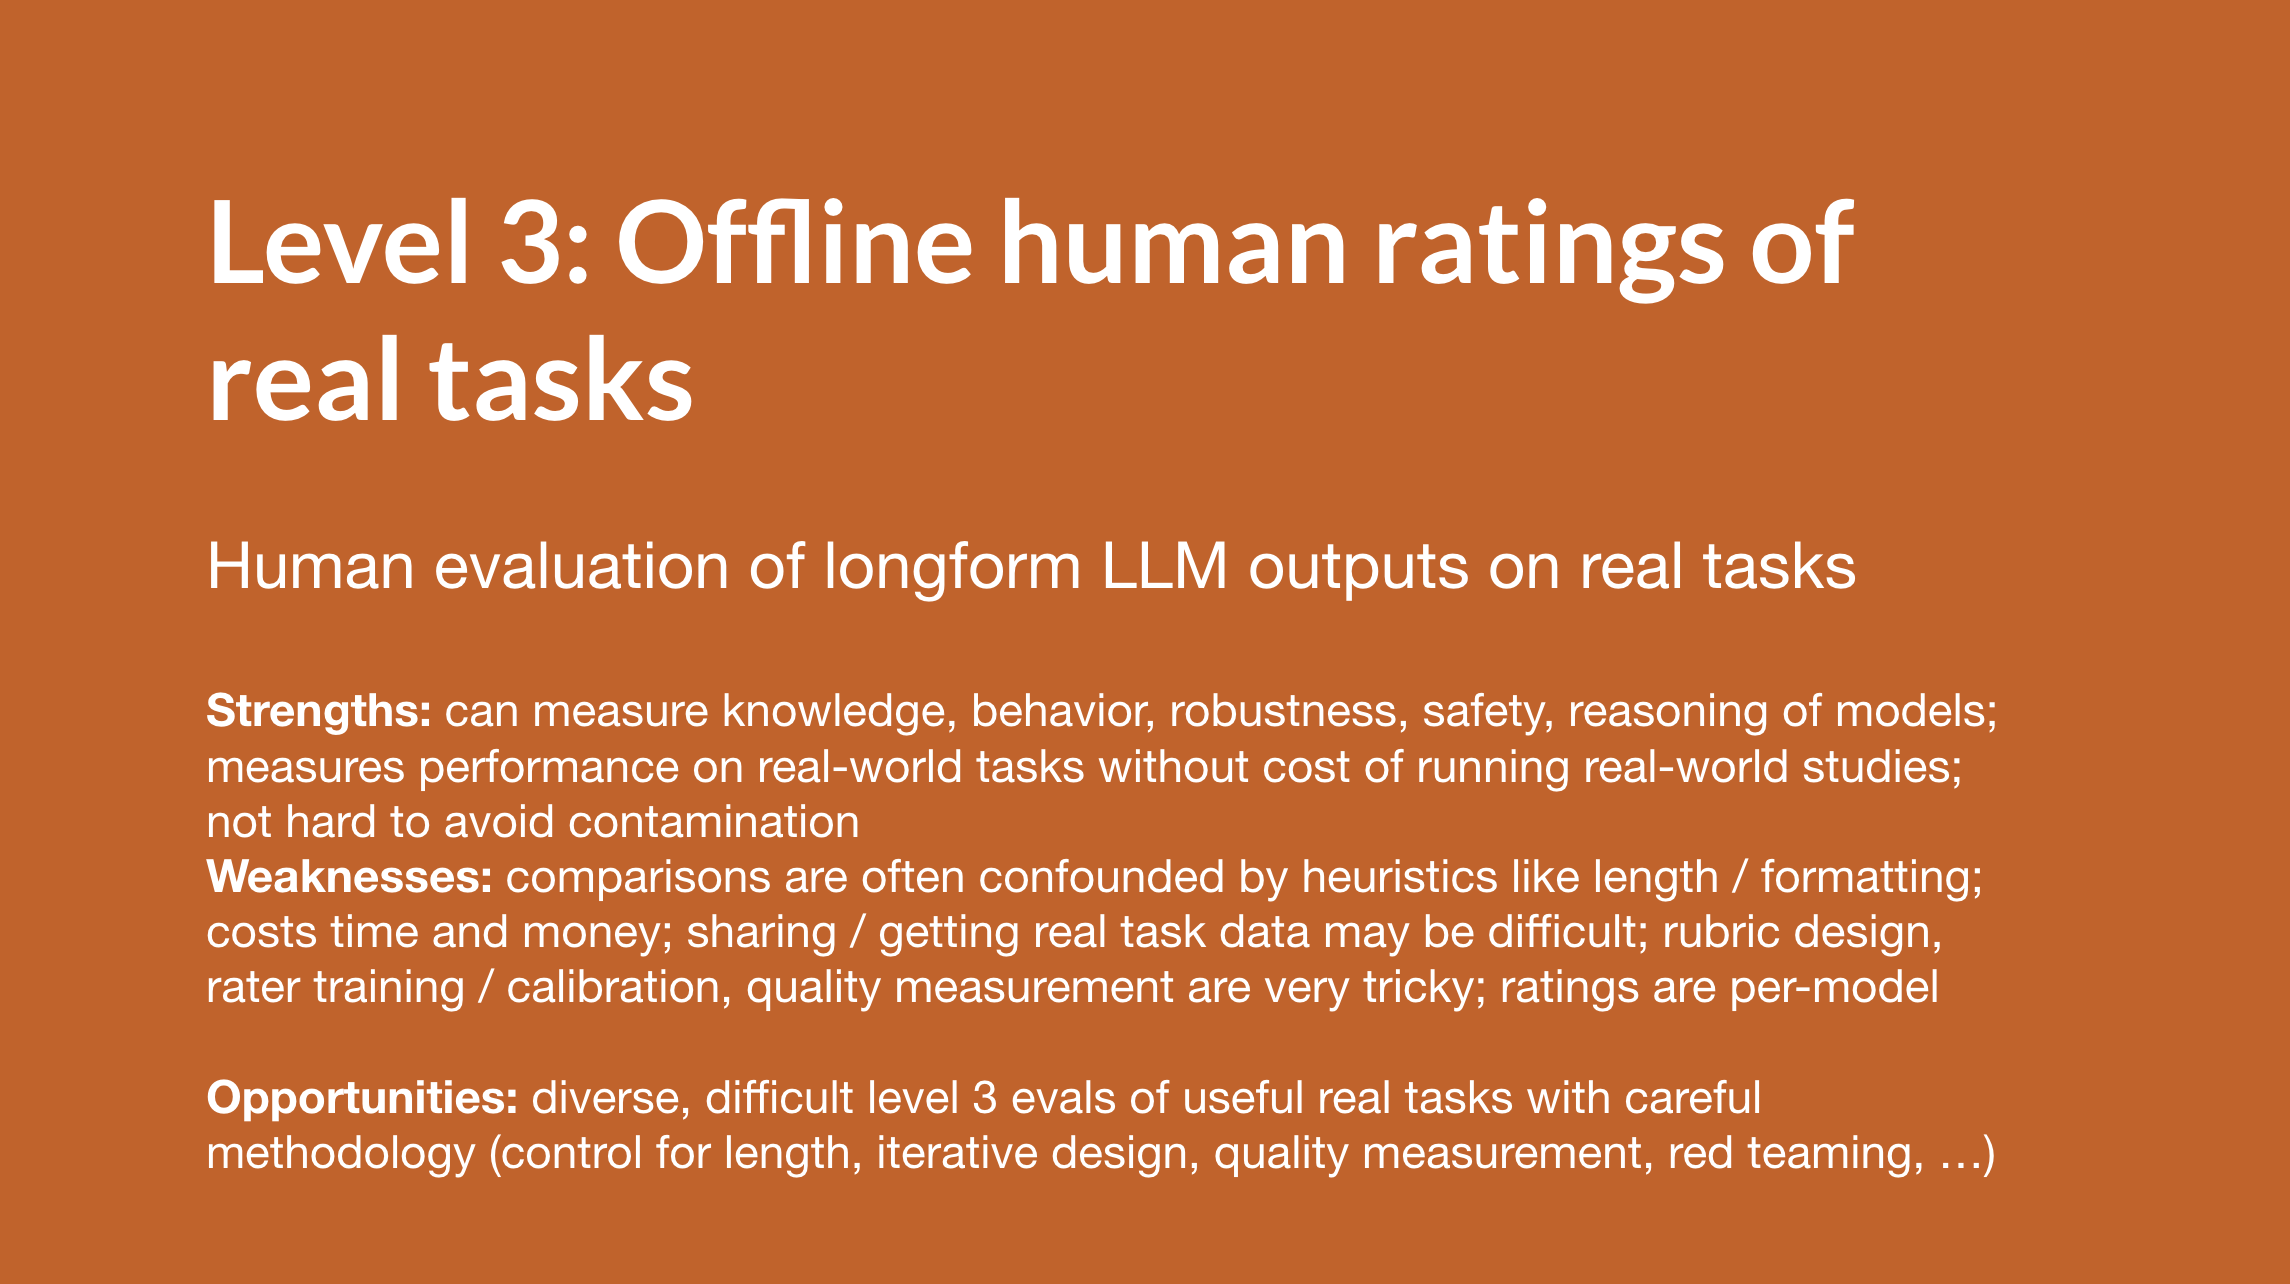 Level 3: Offline human ratings of
real tasks
Human evaluation of longform LLM outputs on real tasks
Strengths: can measure knowledge, behavior, robustness, safety, reasoning of models;
measures performance on real-world tasks without cost of running real-world studies;
not hard to avoid contamination
Weaknesses: comparisons are often confounded by heuristics like length / formatting;
costs time and money; sharing / getting real task data may be difficult; rubric design,
rater training / calibration, quality measurement are very tricky; ratings are per-model
Opportunities: diverse, difficult level 3 evals of useful real tasks with careful
methodology (control for length, iterative design, quality measurement, red teaming, …)